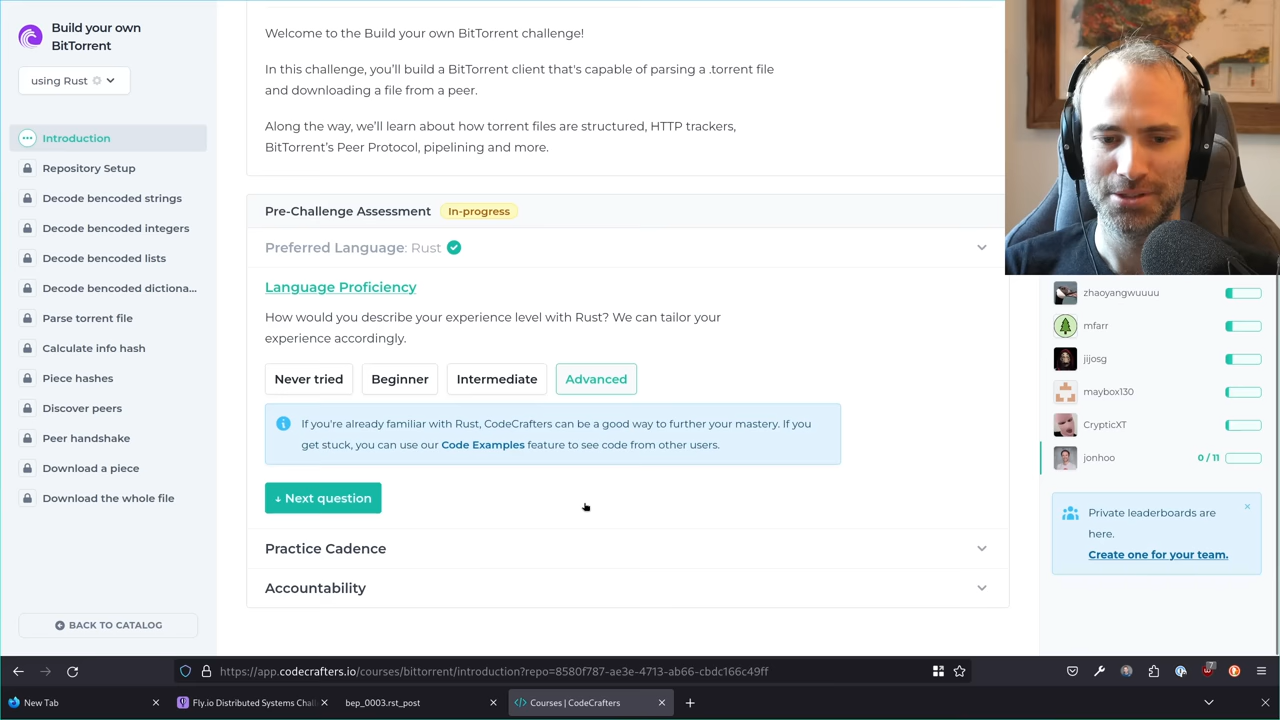 Build your own
BitTorrent
using Rust
Introduction
Repository Setup
Decode bencoded strings
Decode bencoded integers
Decode bencoded lists
Decode bencoded dictiona...
Parse torrent file
Calculate info hash
Piece hashes
Discover peers
Peer handshake
Download a piece
Download the whole file
BACK TO CATALOG
Welcome to the Build your own BitTorrent challenge!
In this challenge, you'll build a BitTorrent client that's capable of parsing a .torrent file
and downloading a file from a peer.
Along the way, we'll learn about how torrent files are structured, HTTP trackers,
BitTorrent's Peer Protocol, pipelining and more.
Pre-Challenge Assessment In-progress
Preferred Language: Rust
Language Proficiency
How would you describe your experience level with Rust? We can tailor your
experience accordingly.
Never tried Beginner Intermediate Advanced
If you're already familiar with Rust, CodeCrafters can be a good way to further your mastery. If you
get stuck, you can use our Code Examples feature to see code from other users.
↓ Next question
Practice Cadence
Accountability
zhaoyangwuuuu
mfarr
jijosg
maybox130
CrypticXT
jonhoo 0 / 11
Private leaderboards are
here.
Create one for your team.
https://app.codecrafters.io/courses/bittorrent/introduction?repo=8580f787-ae3e-4713-ab66-cbdc166c49ff
New Tab
Fly.io Distributed Systems Chall
bep_0003.rst_post
Courses | CodeCrafters